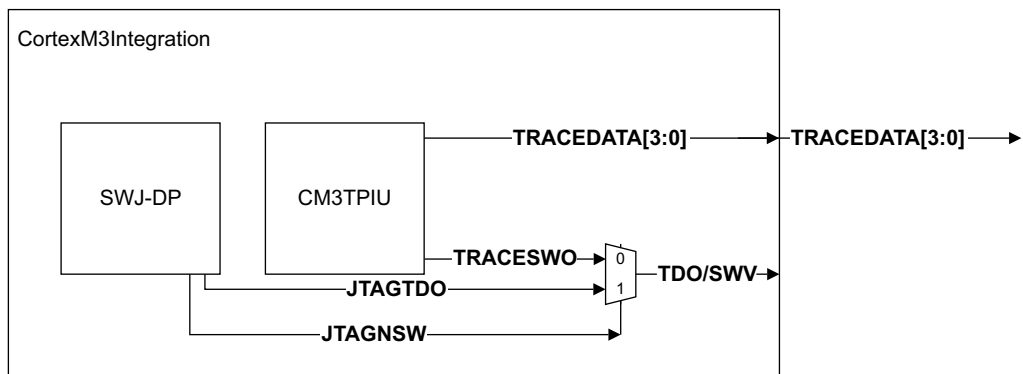 CortexM3Integration
TRACEDATA[3:0]
TRACEDATA[3:0]
SWJ-DP
CM3TPIU
TRACESWO
0
TDO/SWV
JTAGTDO
1
JTAGNSW